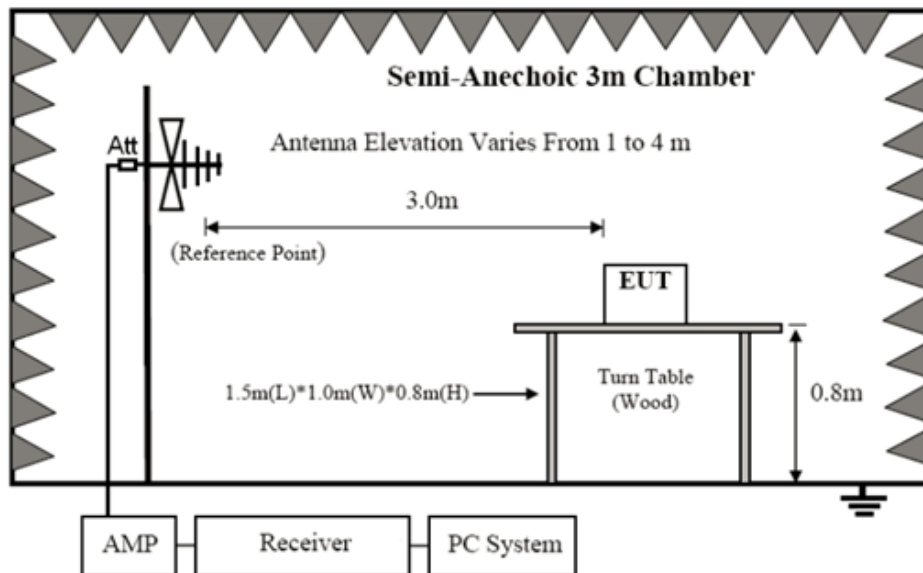 Semi-Anechoic 3m Chamber
Att
Antenna Elevation Varies From 1 to 4 m
3.0m
(Reference Point)
EUT
1.5m(L)*1.0m(W)*0.8m(H)
Turn Table
(Wood)
0.8m
AMP
Receiver
PC System